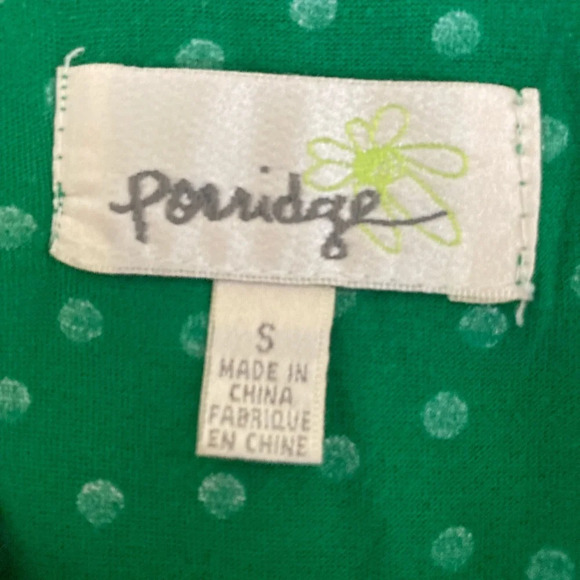 porridge
S
MADE IN
CHINA
FABRIQUE
EN CHINE